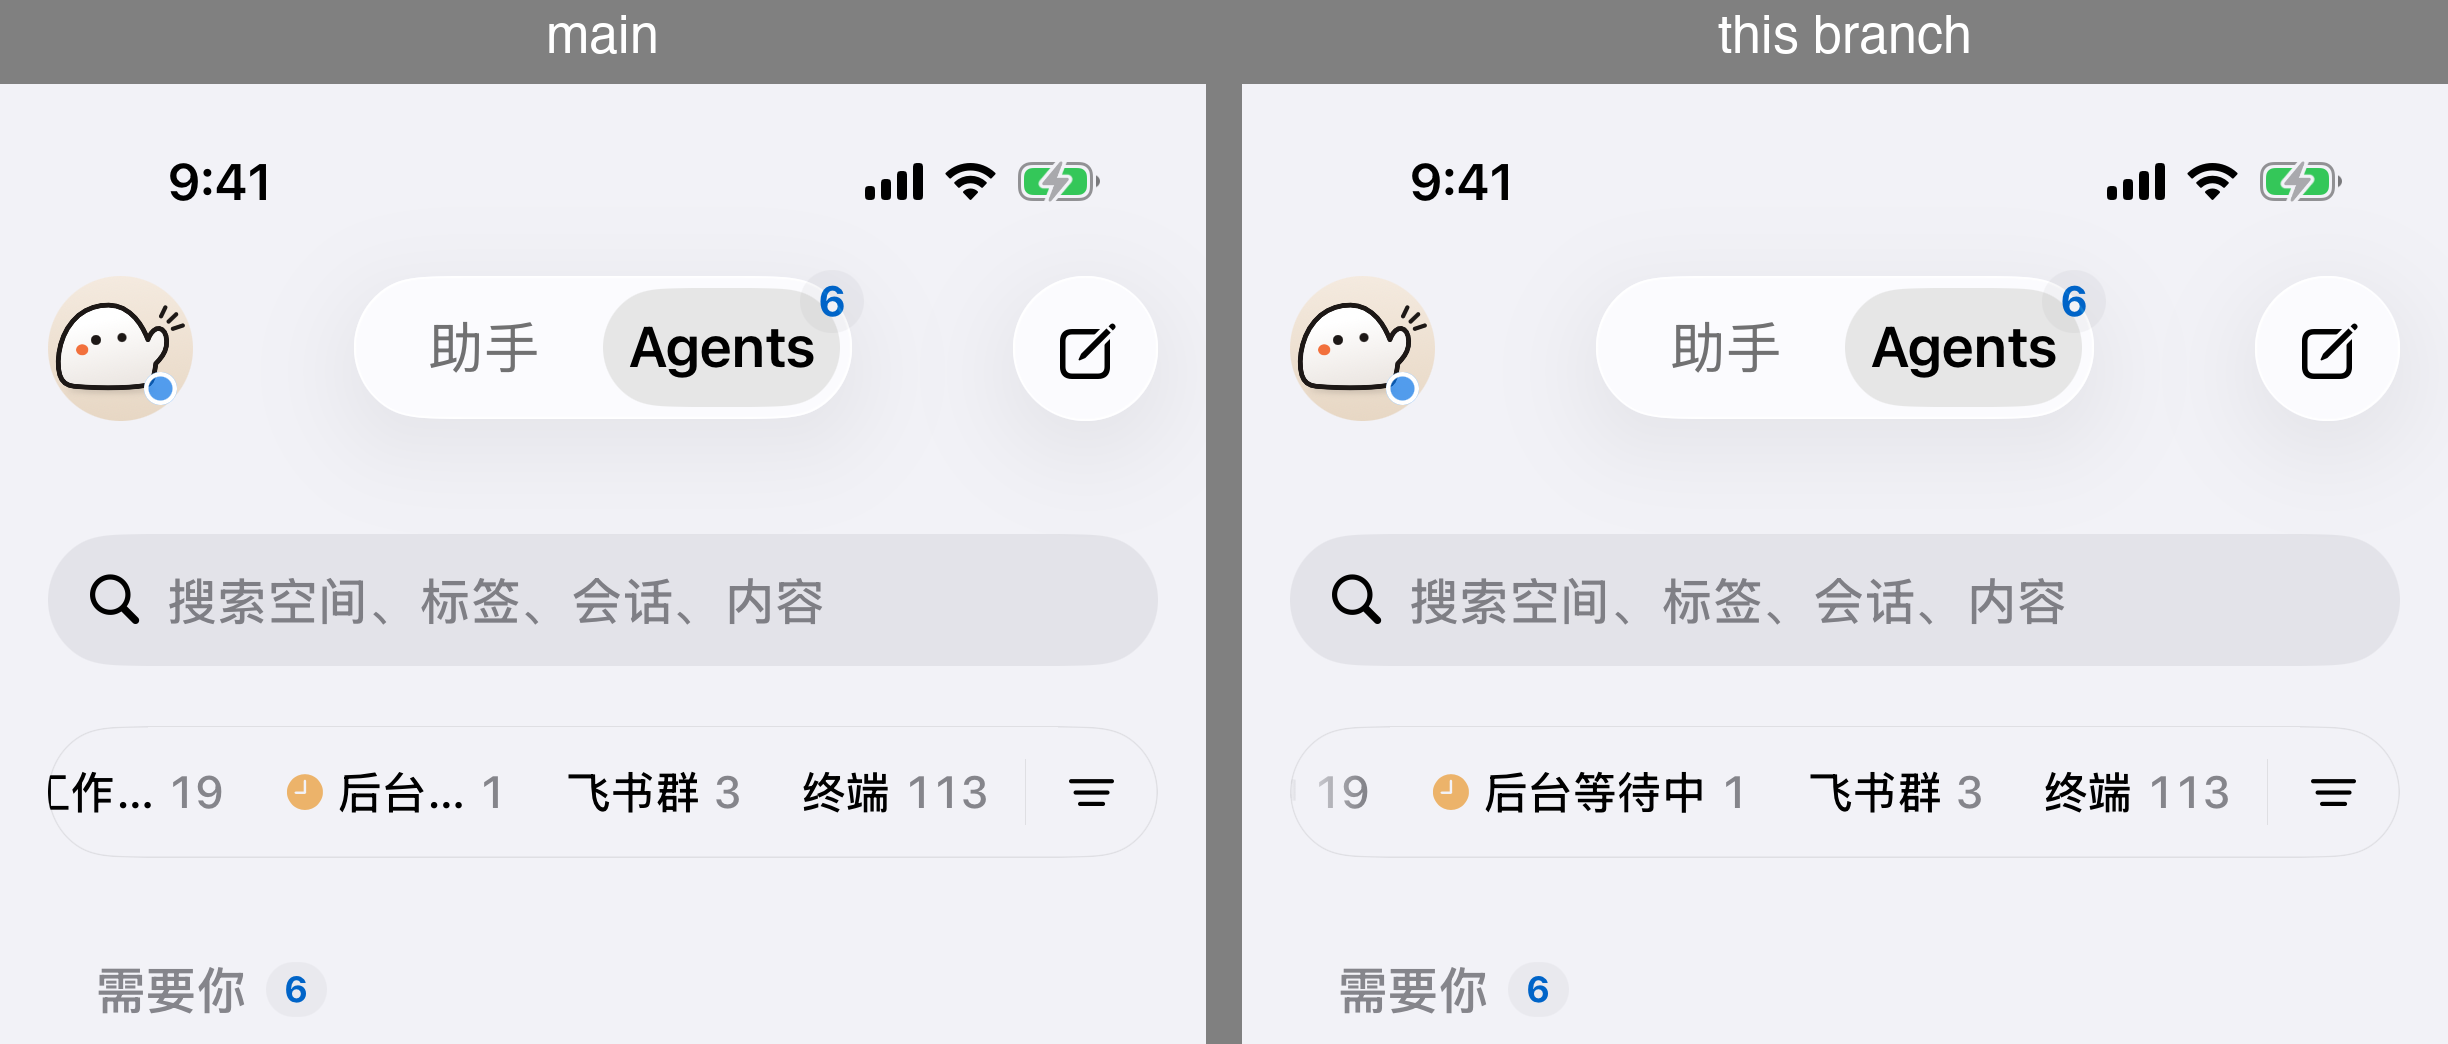 main
this branch
9:41
9:41
助手 Agents 6
助手 Agents 6
搜索空间、标签、会话、内容
搜索空间、标签、会话、内容
作... 19 后台... 1 飞书群 3 终端 113
19 后台等待中 1 飞书群 3 终端 113
需要你 6
需要你 6